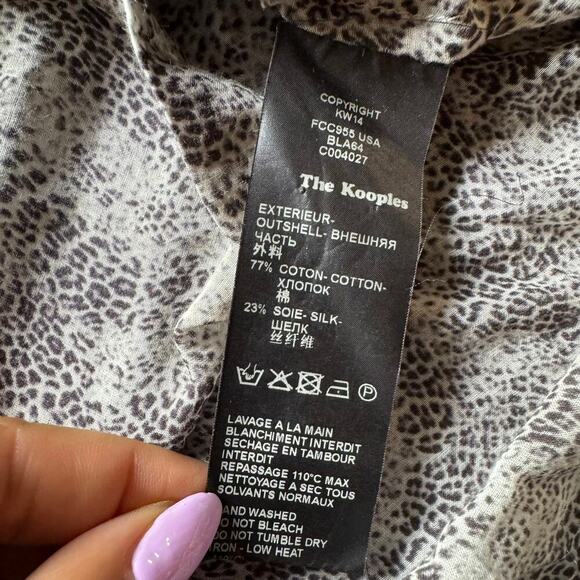 COPYRIGHT
KW14
FCC955 USA
BLA64
C004027
The Kooples
EXTERIEUR-
OUTSHELL- ВНЕШНЯЯ
ЧАСТЬ
外料
77% COTON- COTTON-
ХЛОПОК
棉
23% SOIE- SILK-
ШЕЛК
丝纤维
P
LAVAGE A LA MAIN
BLANCHIMENT INTERDIT
SECHAGE EN TAMBOUR
INTERDIT
REPASSAGE 110°C MAX
NETTOYAGE A SEC TOUS
SOLVANTS NORMAUX
AND WASHED
DO NOT BLEACH
DO NOT TUMBLE DRY
RON - LOW HEAT